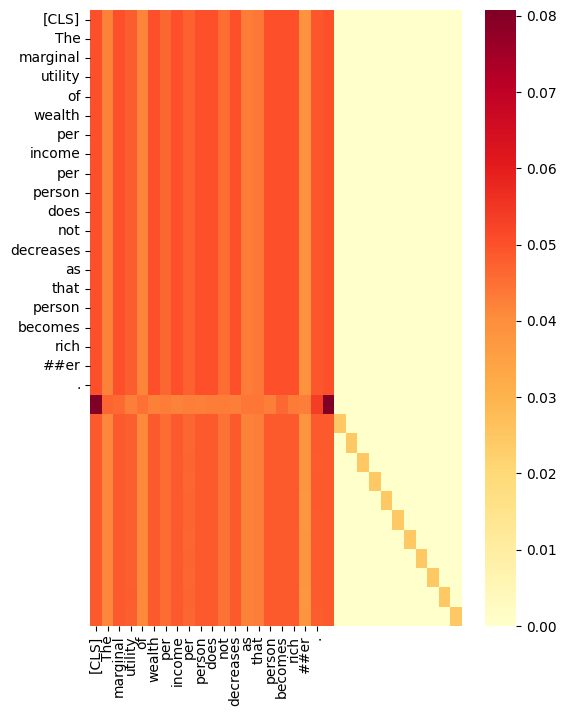 [CLS]
The
marginal
utility
of
wealth
per
income
per
person
does
not
decreases
as
that
person
becomes
rich
##er
.
[CLS]
The
marginal
utility
of
wealth
per
income
per
person
does
not
decreases
as
that
person
becomes
rich
##er
.
0.08
0.07
0.06
0.05
0.04
0.03
0.02
0.01
0.00